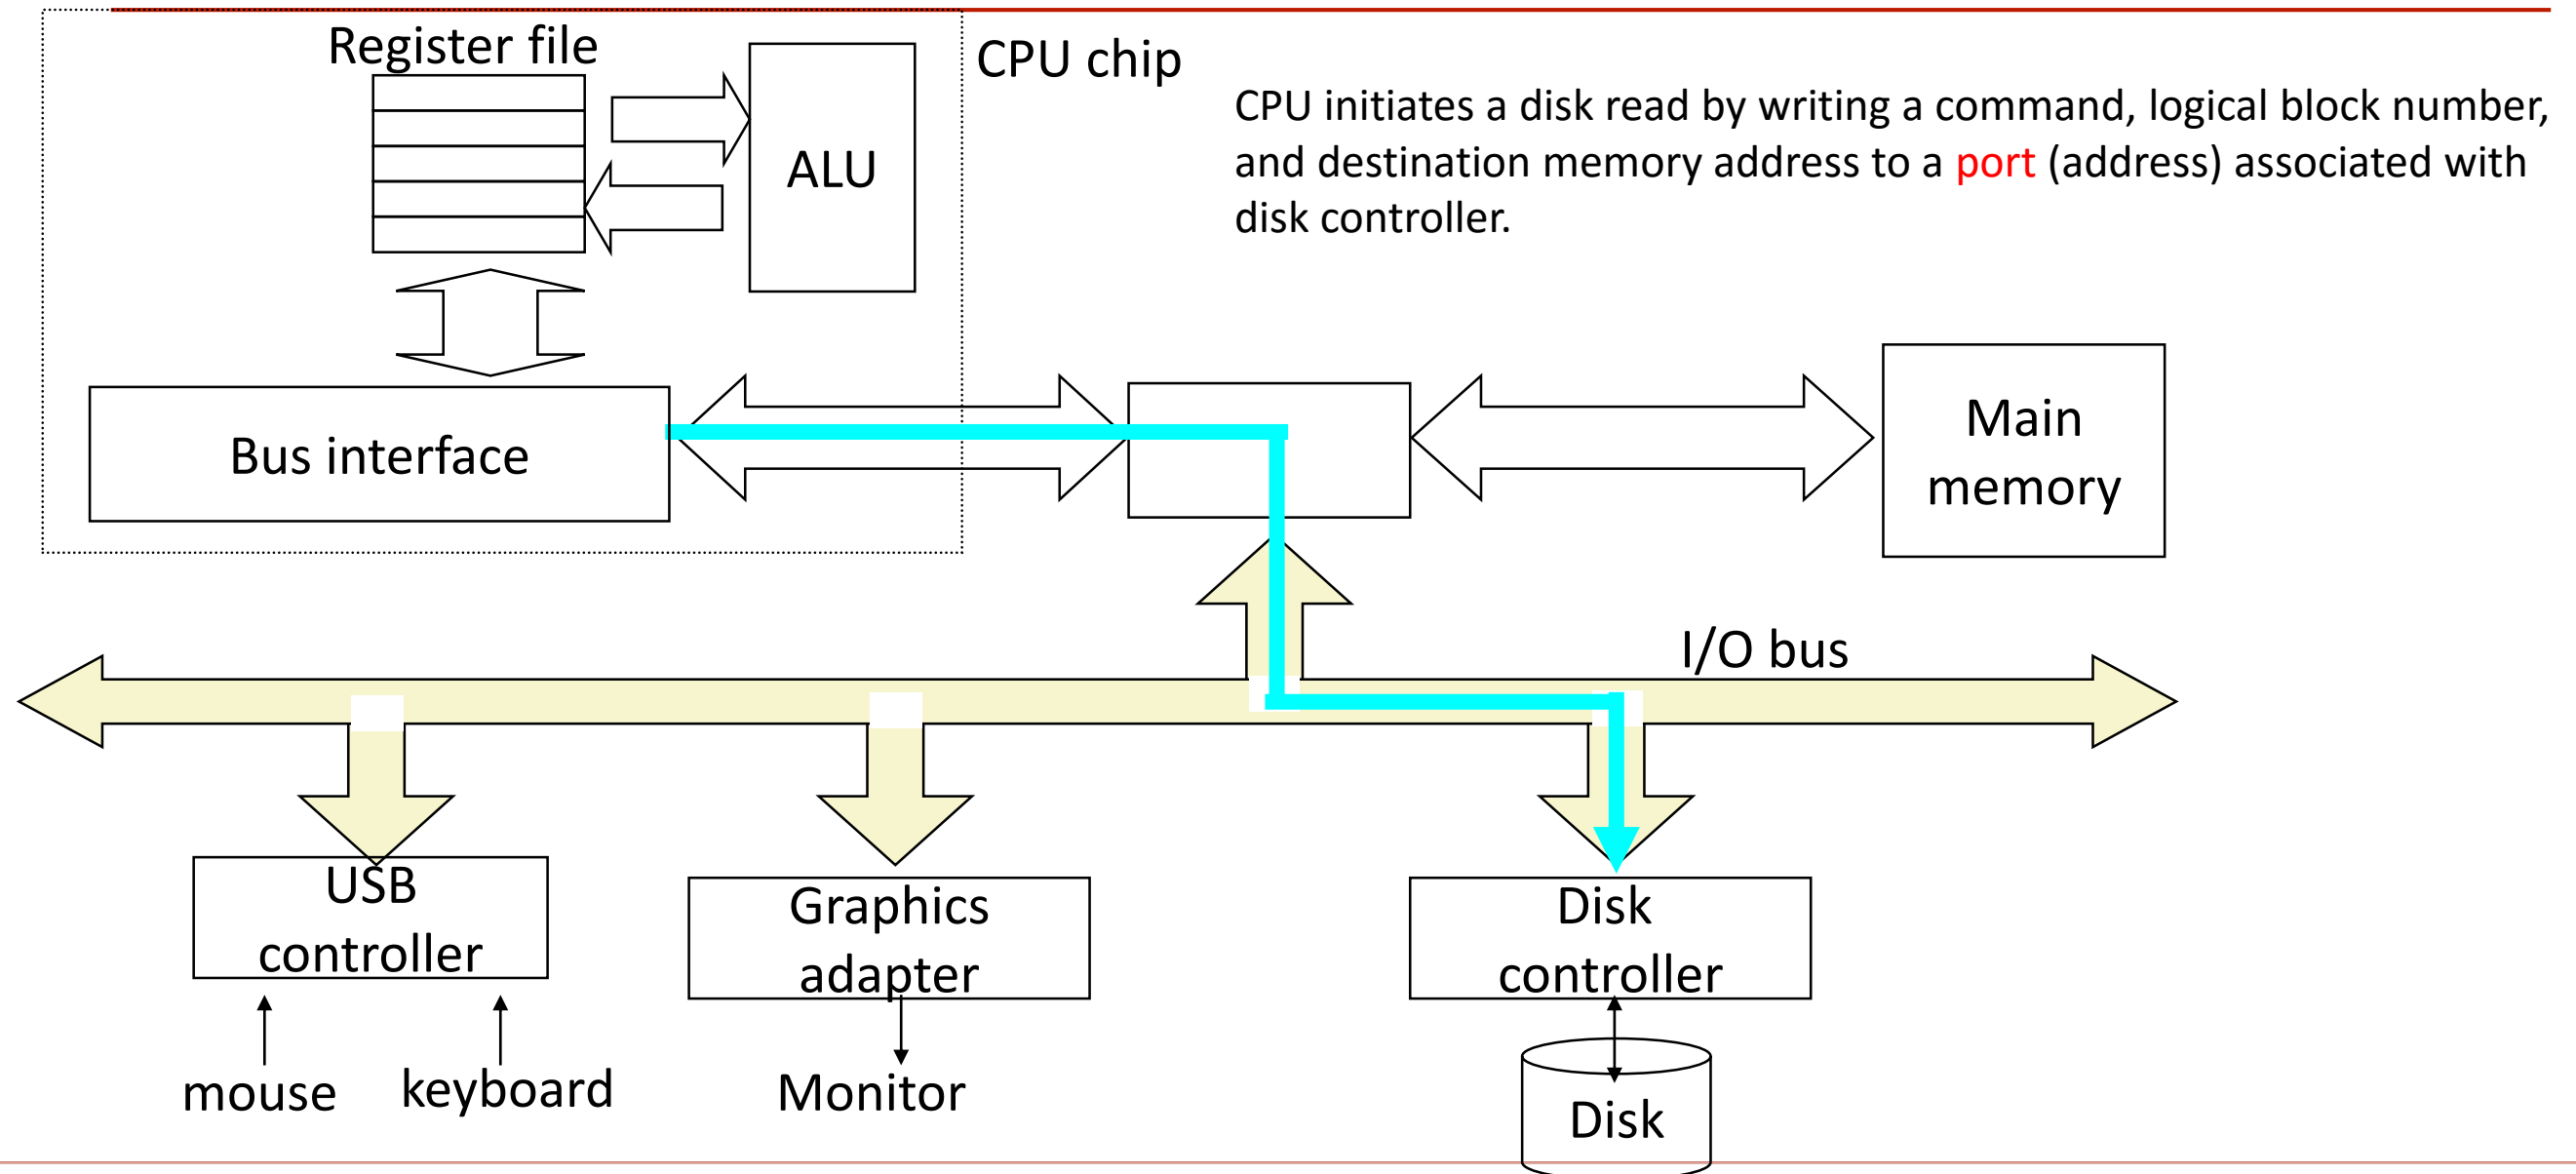 Register file
CPU chip
ALU
CPU initiates a disk read by writing a command, logical block number,
and destination memory address to a port (address) associated with
disk controller.
Bus interface
Main
memory
I/O bus
USB
controller
Graphics
adapter
Disk
controller
mouse
keyboard
Monitor
Disk